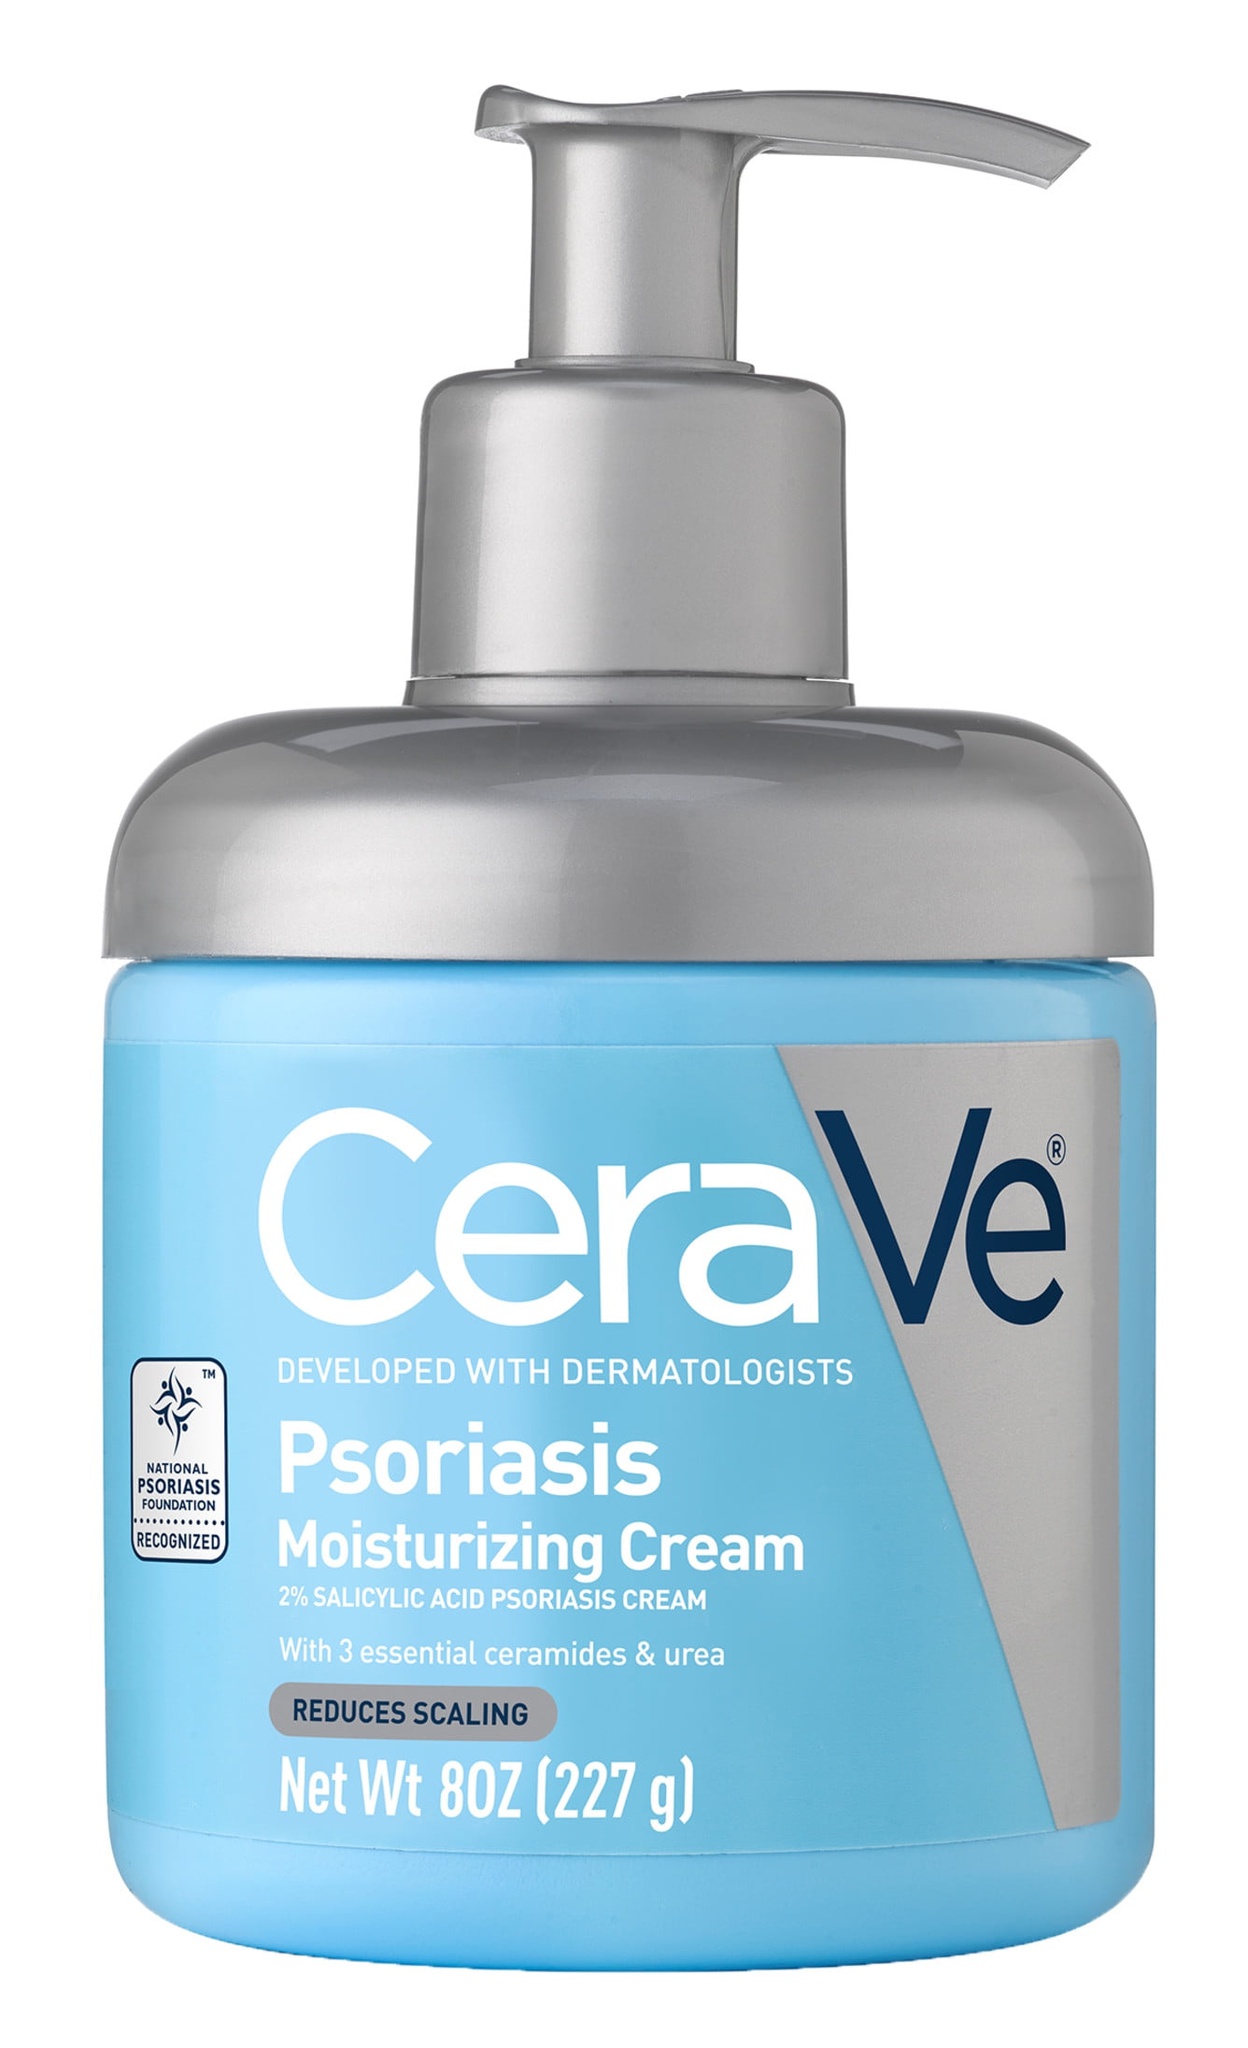 CeraVe®
DEVELOPED WITH DERMATOLOGISTS
Psoriasis
Moisturizing Cream
2% SALICYLIC ACID PSORIASIS CREAM
With 3 essential ceramides & urea
REDUCES SCALING
Net Wt 8OZ (227 g)
TM
NATIONAL
PSORIASIS
FOUNDATION
RECOGNIZED